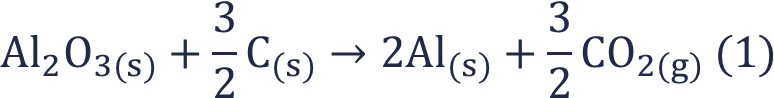 Al₂O₃₍ₛ₎ + 3/2 C₍ₛ₎ → 2Al₍ₛ₎ + 3/2 CO₂₍g₎ (1)